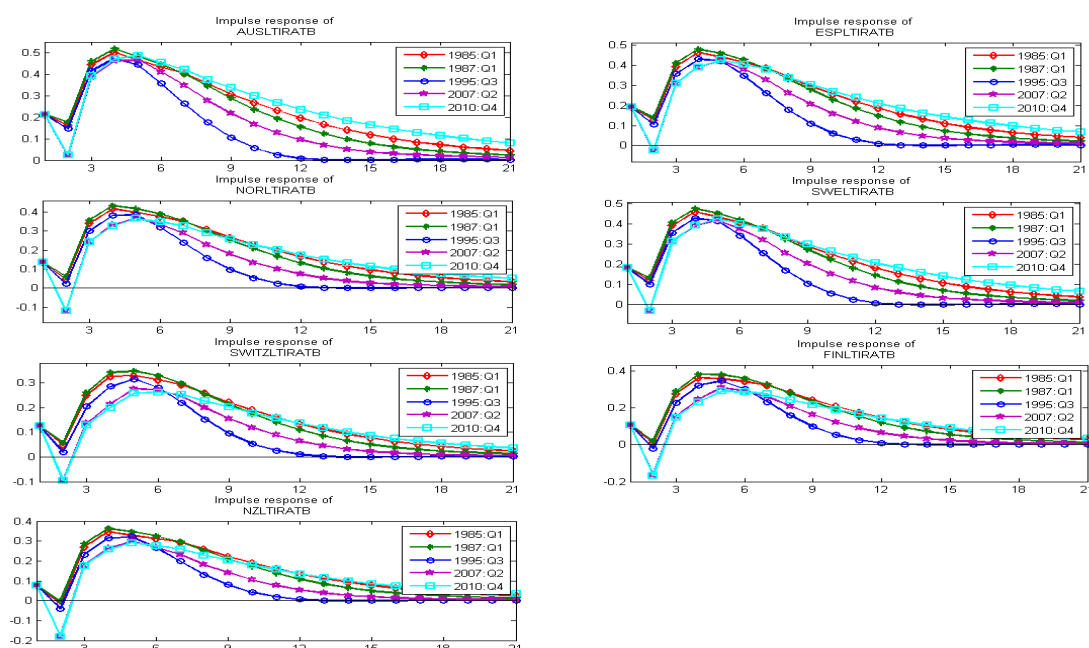 Impulse response of
AUSLTIRATB
0.5
0.4
0.3
0.2
0.1
0
3 6 9 12 15 18 21
1985:Q1
1987:Q1
1995:Q3
2007:Q2
2010:Q4
Impulse response of
ESPLTIRATB
0.5
0.4
0.3
0.2
0.1
0
3 6 9 12 15 18 21
1985:Q1
1987:Q1
1995:Q3
2007:Q2
2010:Q4
Impulse response of
NORLTIRATB
0.4
0.3
0.2
0.1
0
-0.1
3 6 9 12 15 18 21
1985:Q1
1987:Q1
1995:Q3
2007:Q2
2010:Q4
Impulse response of
SWELTIRATB
0.5
0.4
0.3
0.2
0.1
0
3 6 9 12 15 18 21
1985:Q1
1987:Q1
1995:Q3
2007:Q2
2010:Q4
Impulse response of
SWITZLTIRATB
0.3
0.2
0.1
0
-0.1
3 6 9 12 15 18 21
1985:Q1
1987:Q1
1995:Q3
2007:Q2
2010:Q4
Impulse response of
FINLTIRATB
0.4
0.2
0
-0.2
3 6 9 12 15 18 21
1985:Q1
1987:Q1
1995:Q3
2007:Q2
2010:Q4
Impulse response of
NZLTIRATB
0.4
0.3
0.2
0.1
0
-0.1
-0.2
3 6 9 12 15 18 21
1985:Q1
1987:Q1
1995:Q3
2007:Q2
2010:Q4